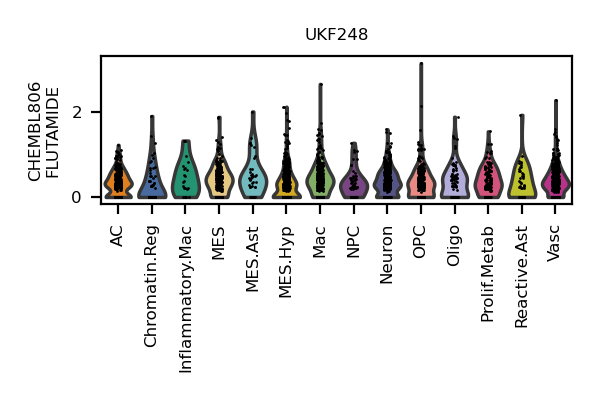 UKF248
CHEMBL806
FLUTAMIDE
2
0
AC
Chromatin.Reg
Inflammatory.Mac
MES
MES.Ast
MES.Hyp
Mac
NPC
Neuron
OPC
Oligo
Prolif.Metab
Reactive.Ast
Vasc